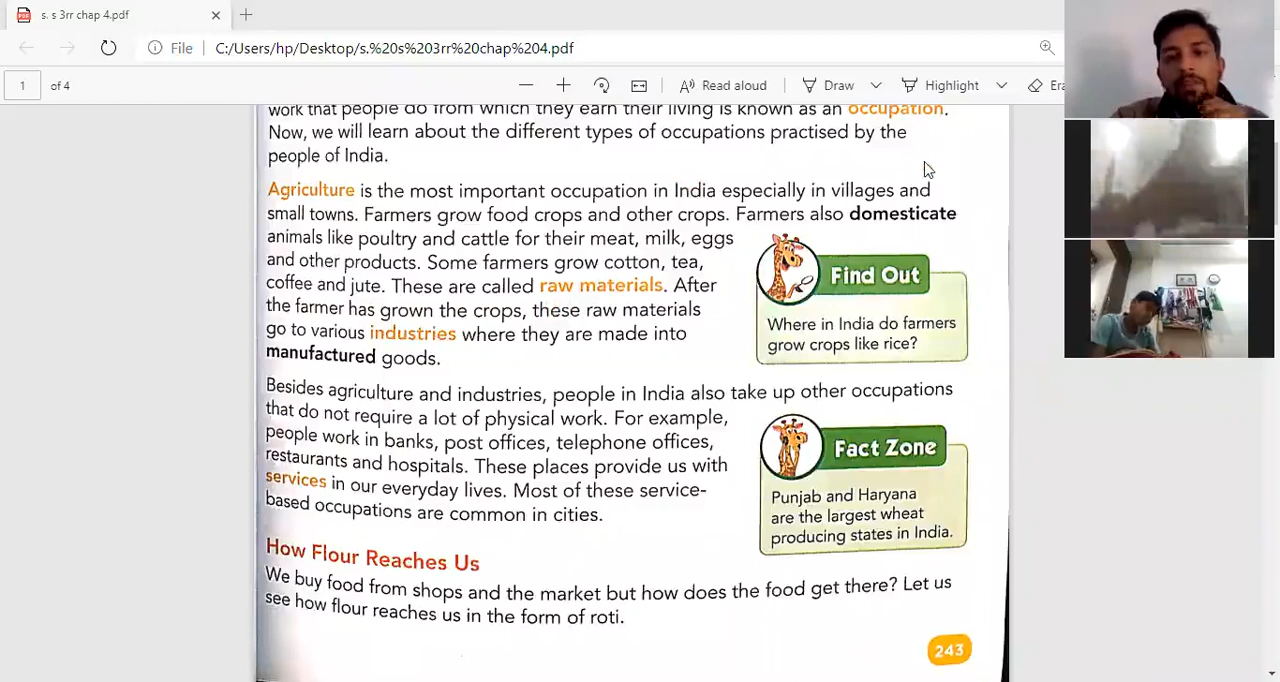 s. s 3rr chap 4.pdf
File
C:/Users/hp/Desktop/s.%20s%203rr%20chap%204.pdf
1 of 4
Read aloud
Draw
Highlight
Era
work that people do from which they earn their living is known as an occupation.
Now, we will learn about the different types of occupations practised by the
people of India.
Agriculture is the most important occupation in India especially in villages and
small towns. Farmers grow food crops and other crops. Farmers also domesticate
animals like poultry and cattle for their meat, milk, eggs
and other products. Some farmers grow cotton, tea,
coffee and jute. These are called raw materials. After
the farmer has grown the crops, these raw materials
go to various industries where they are made into
manufactured goods.
Find Out
Where in India do farmers
grow crops like rice?
Besides agriculture and industries, people in India also take up other occupations
that do not require a lot of physical work. For example,
people work in banks, post offices, telephone offices,
restaurants and hospitals. These places provide us with
services in our everyday lives. Most of these service-
based occupations are common in cities.
Fact Zone
Punjab and Haryana
are the largest wheat
producing states in India.
How Flour Reaches Us
We buy food from shops and the market but how does the food get there? Let us
see how flour reaches us in the form of roti.
243